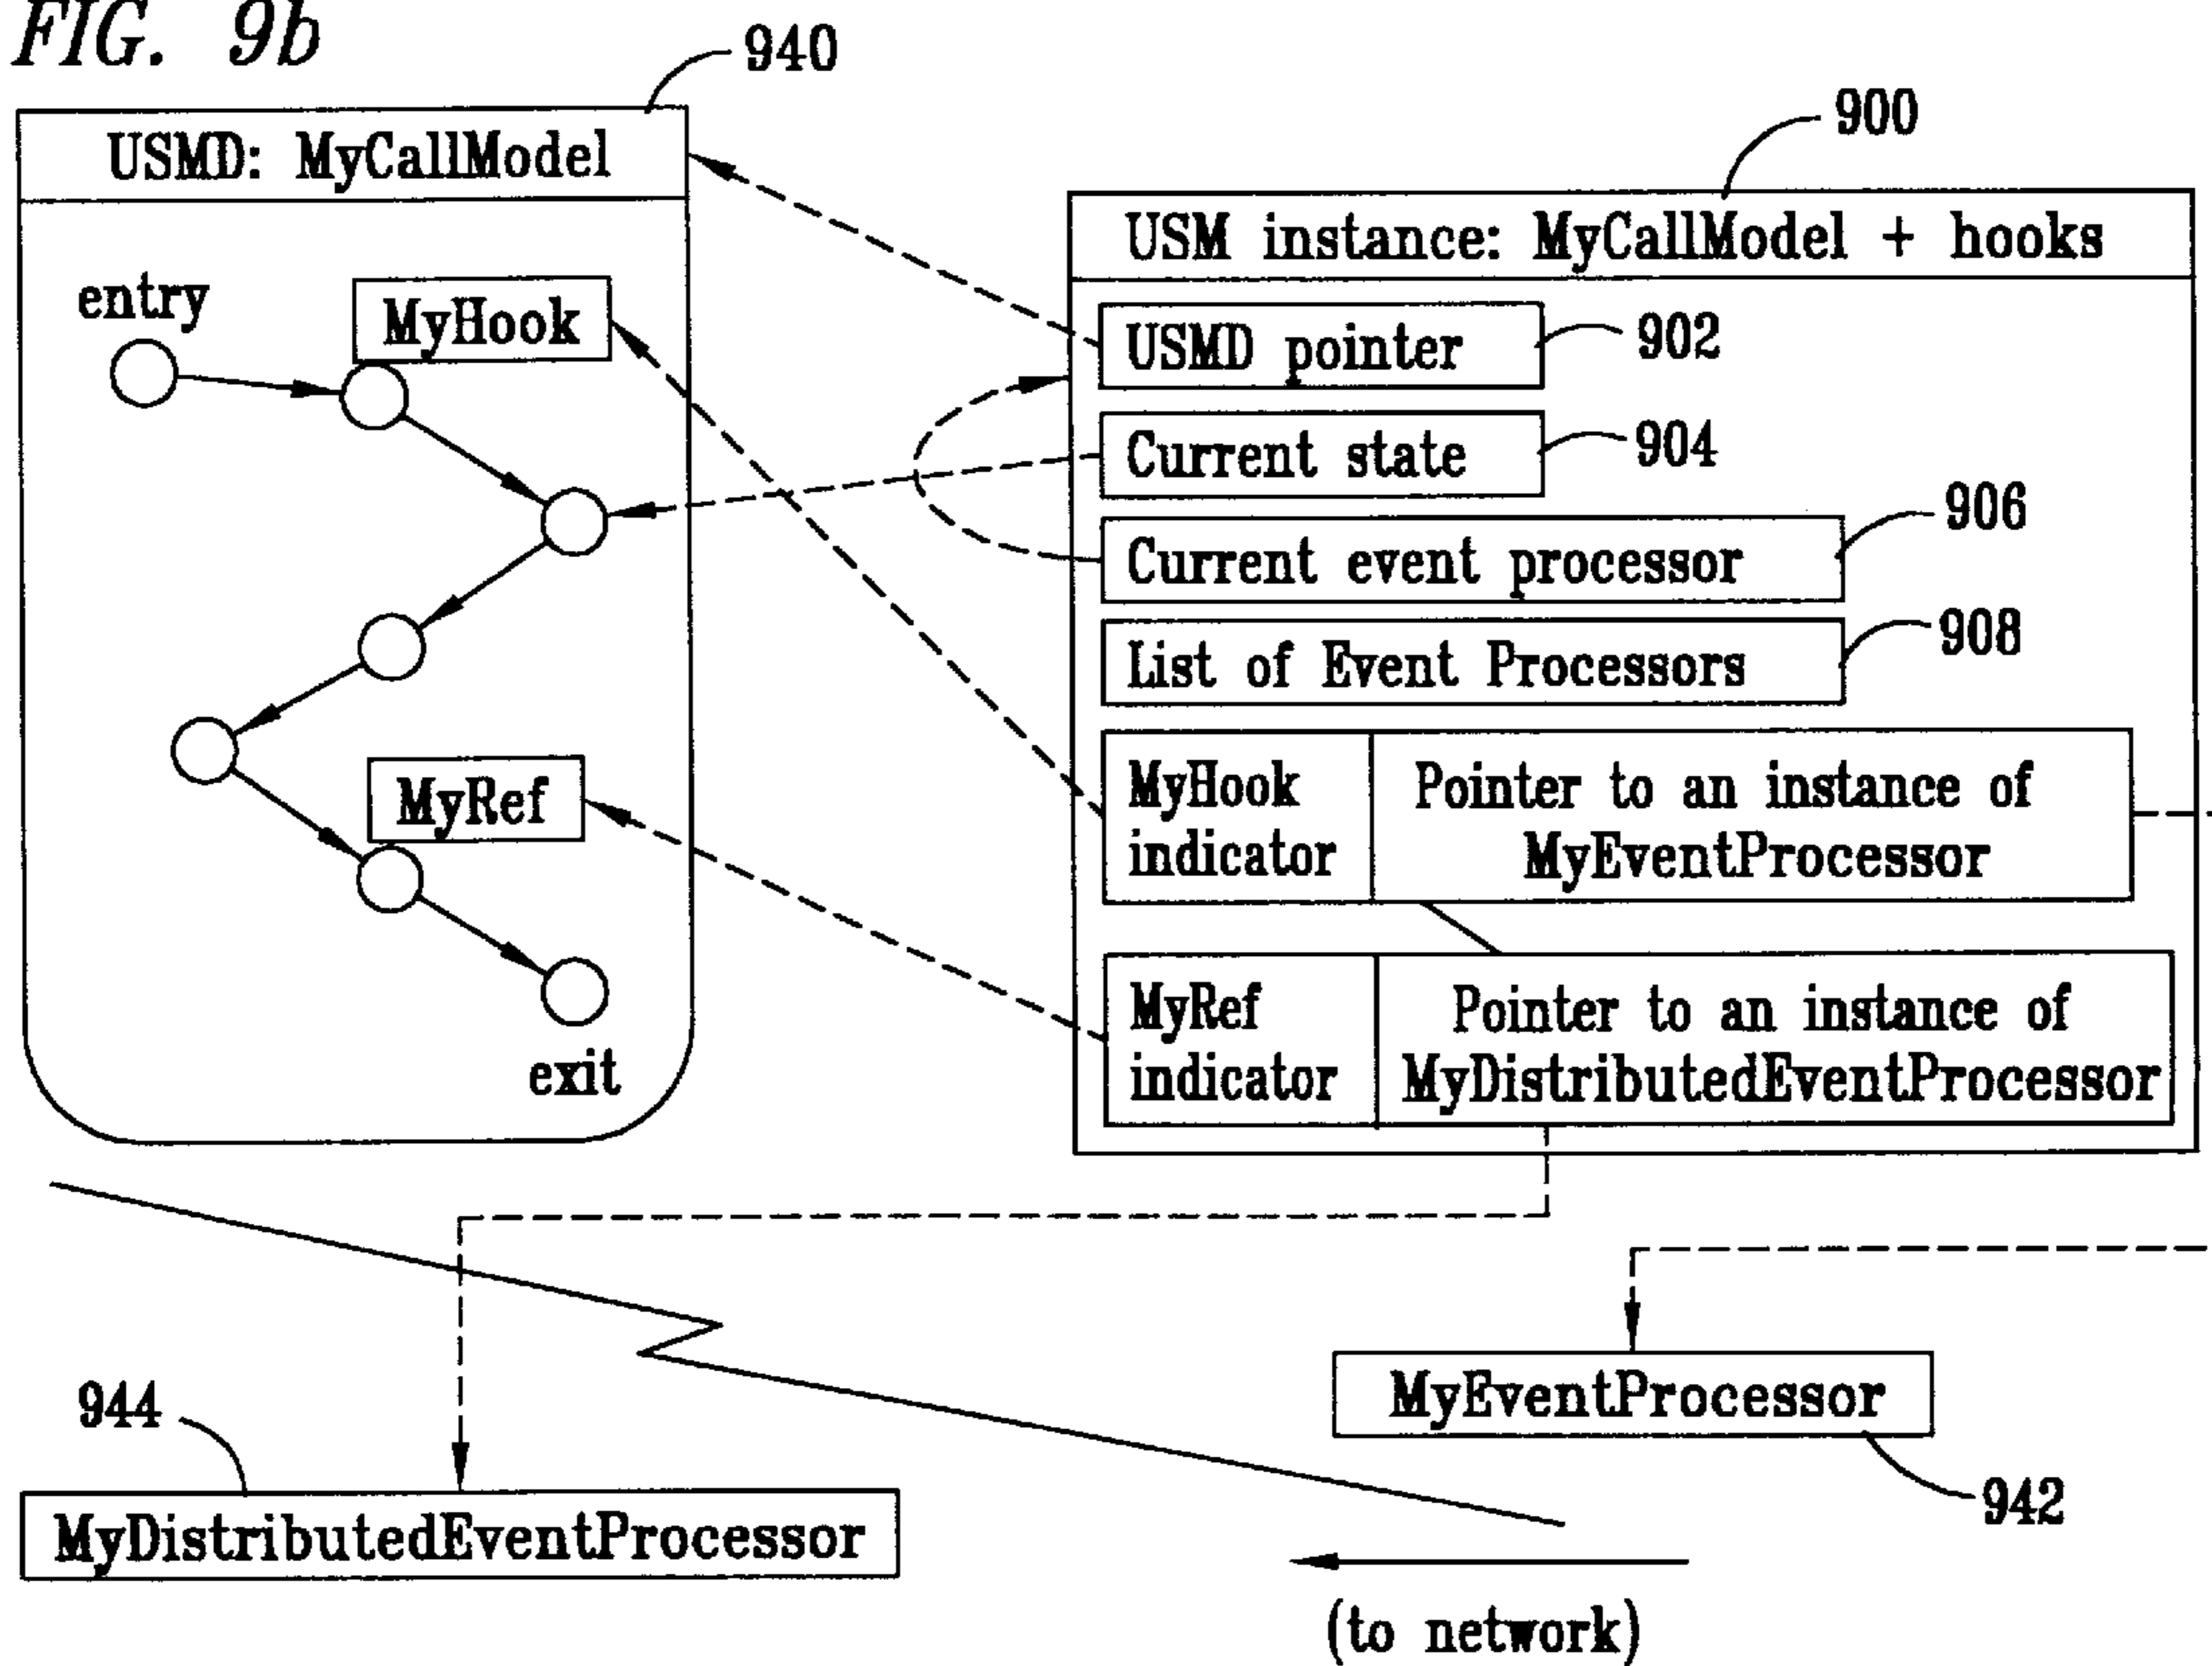 FIG. 9b
940
USMD: MyCallModel
entry
MyHook
MyRef
exit
900
USM instance: MyCallModel + hooks
USMD pointer
902
Current state
904
Current event processor
906
List of Event Processors
908
MyHook
indicator
Pointer to an instance of
MyEventProcessor
MyRef
indicator
Pointer to an instance of
MyDistributedEventProcessor
944
MyDistributedEventProcessor
MyEventProcessor
942
(to network)